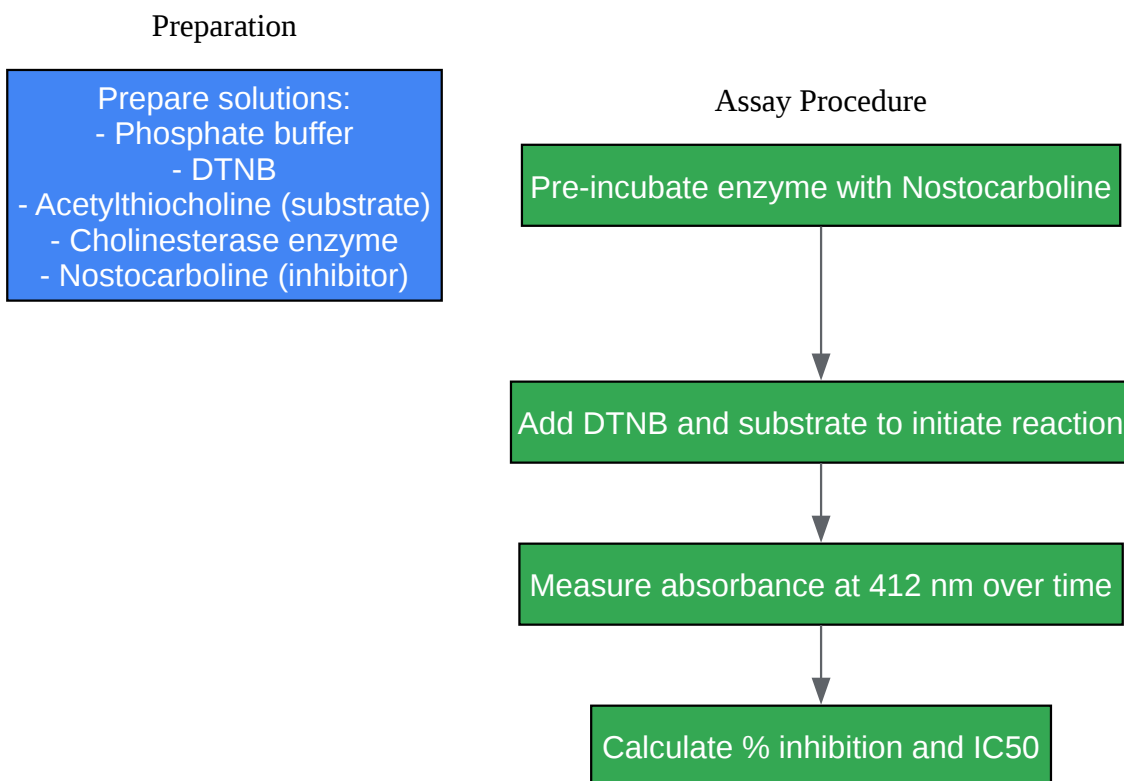 Preparation
Prepare solutions:
- Phosphate buffer
- DTNB
- Acetylthiocholine (substrate)
- Cholinesterase enzyme
- Nostocarboline (inhibitor)
Assay Procedure
Pre-incubate enzyme with Nostocarboline
Add DTNB and substrate to initiate reaction
Measure absorbance at 412 nm over time
Calculate % inhibition and IC50